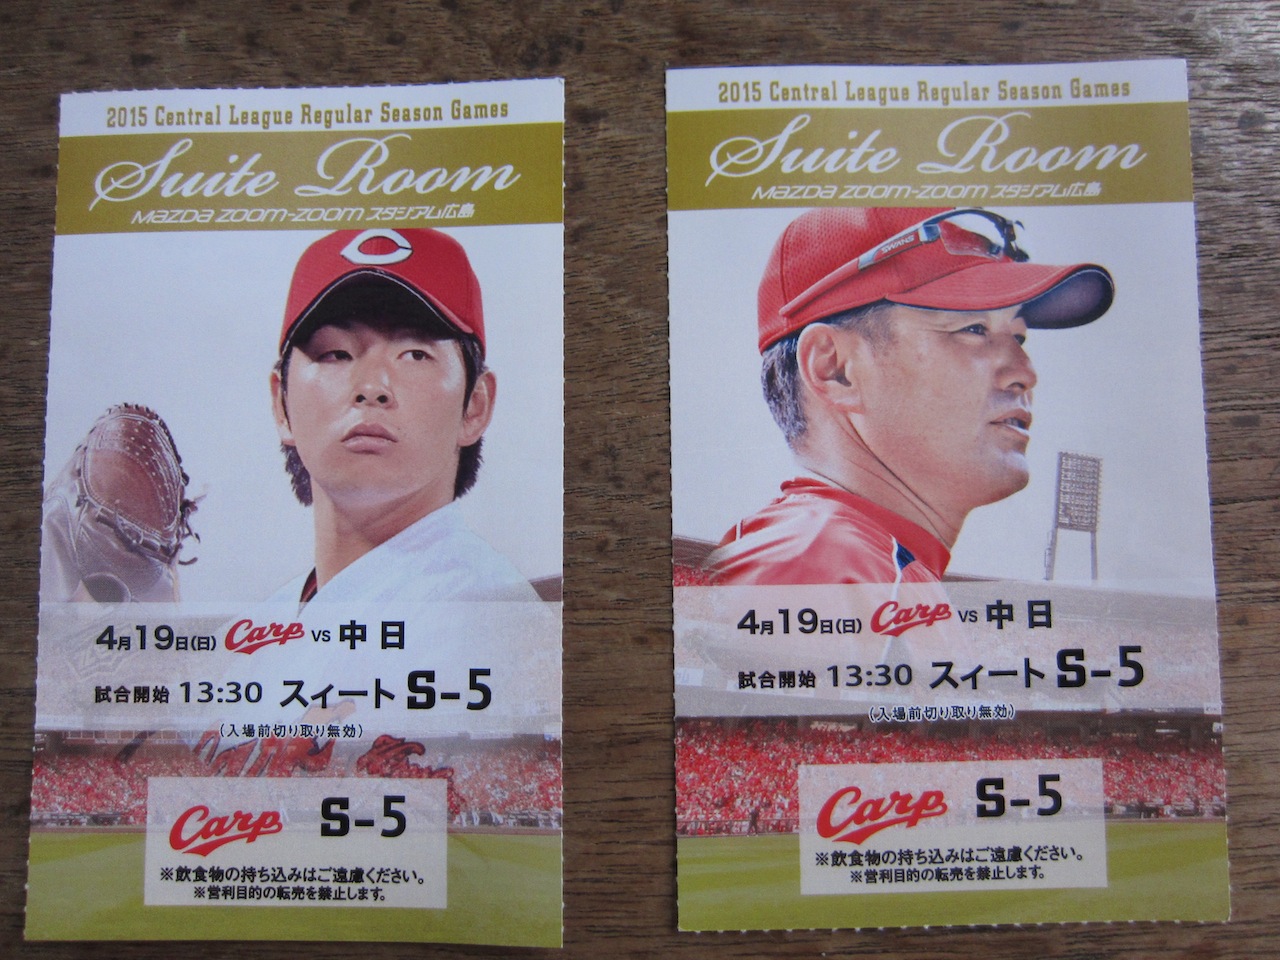 2015 Central League Regular Season Games
Suite Room
mazda zoom-zoom スタジアム広島
4月19日(日) Carp vs 中日
試合開始 13:30 スィート S-5
(入場前切り取り無効)
Carp S-5
※飲食物の持ち込みはご遠慮ください。
※営利目的の転売を禁止します。
2015 Central League Regular Season Games
Suite Room
mazda zoom-zoom スタジアム広島
SWANS
4月19日(日) Carp vs 中日
試合開始 13:30 スィート S-5
(入場前切り取り無効)
Carp S-5
※飲食物の持ち込みはご遠慮ください。
※営利目的の転売を禁止します。